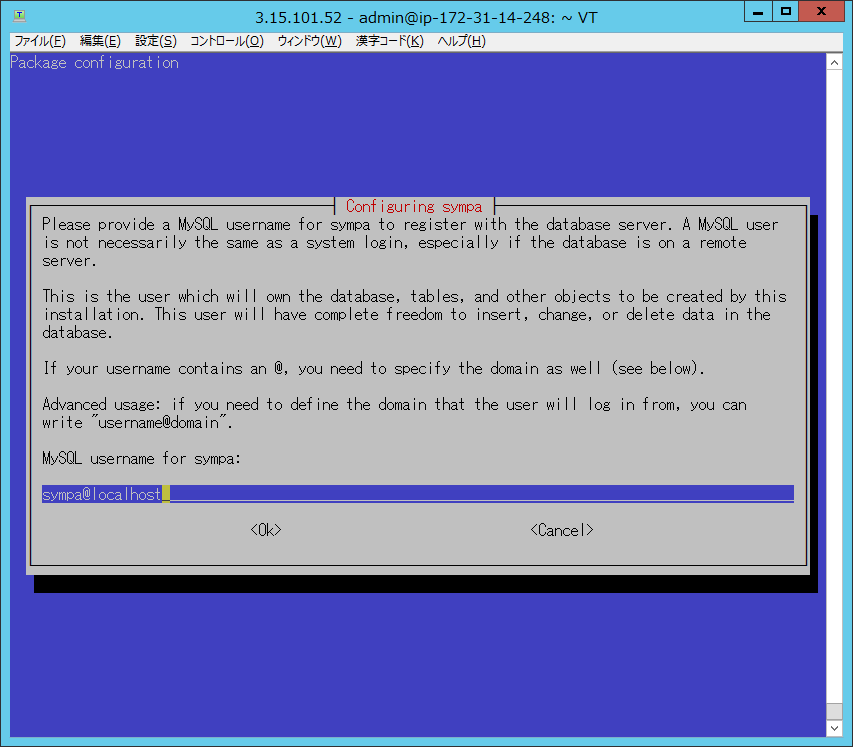 3.15.101.52 - admin@ip-172-31-14-248: ~ VT
ファイル(F) 編集(E) 設定(S) コントロール(O) ウィンドウ(W) 漢字コード(K) ヘルプ(H)
Package configuration
Configuring sympa
Please provide a MySQL username for sympa to register with the database server. A MySQL user
is not necessarily the same as a system login, especially if the database is on a remote
server.
This is the user which will own the database, tables, and other objects to be created by this
installation. This user will have complete freedom to insert, change, or delete data in the
database.
If your username contains an @, you need to specify the domain as well (see below).
Advanced usage: if you need to define the domain that the user will log in from, you can
write "username@domain".
MySQL username for sympa:
sympa@localhost
<Ok> <Cancel>